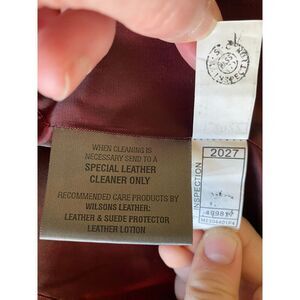 WHEN CLEANING IS
NECESSARY SEND TO A
SPECIAL LEATHER
CLEANER ONLY
RECOMMENDED CARE PRODUCTS BY
WILSONS LEATHER:
LEATHER & SUEDE PROTECTOR
LEATHER LOTION
2027
INSPECTION